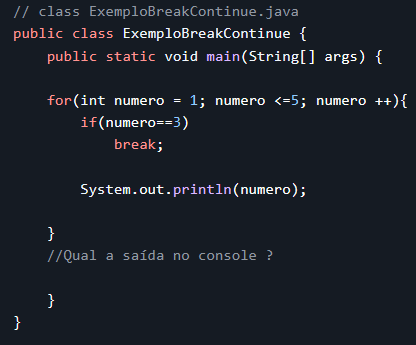 // class ExemploBreakContinue.java
public class ExemploBreakContinue {
    public static void main(String[] args) {

    for(int numero = 1; numero <=5; numero ++){
        if(numero==3)
            break;

        System.out.println(numero);

    }
    //Qual a saída no console ?

    }
}